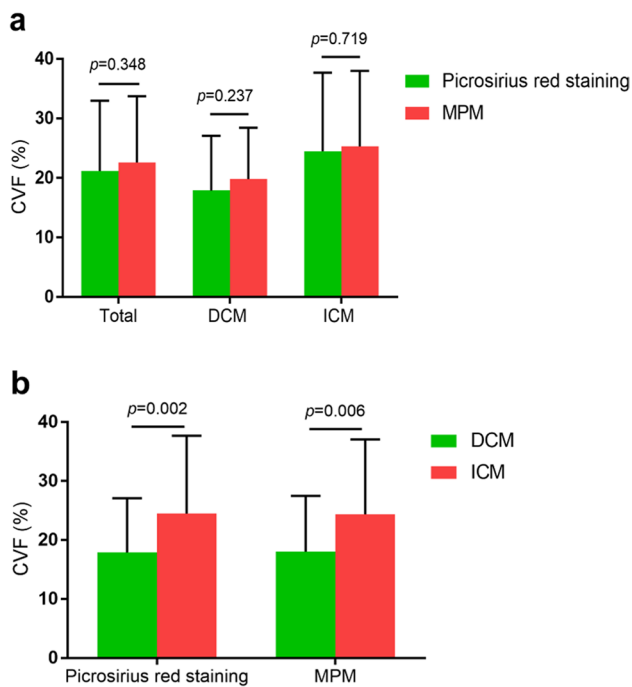 a
p=0.348
p=0.237
p=0.719
Picrosirius red staining
MPM
CVF (%)
40
30
20
10
0
Total DCM ICM
b
p=0.002
p=0.006
DCM
ICM
CVF (%)
40
30
20
10
0
Picrosirius red staining MPM